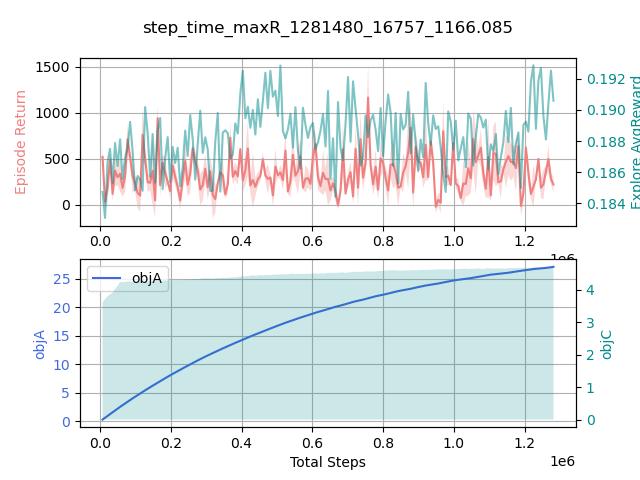 step_time_maxR_1281480_16757_1166.085
Episode Return
1500
1000
500
0
0.192
0.190
0.188
0.186
0.184
Explore AvgReward
0.0 0.2 0.4 0.6 0.8 1.0 1.2
1e6
objA
25
20
15
10
5
0
objA
4
3
2
1
0
objC
0.0 0.2 0.4 0.6 0.8 1.0 1.2
Total Steps
1e6